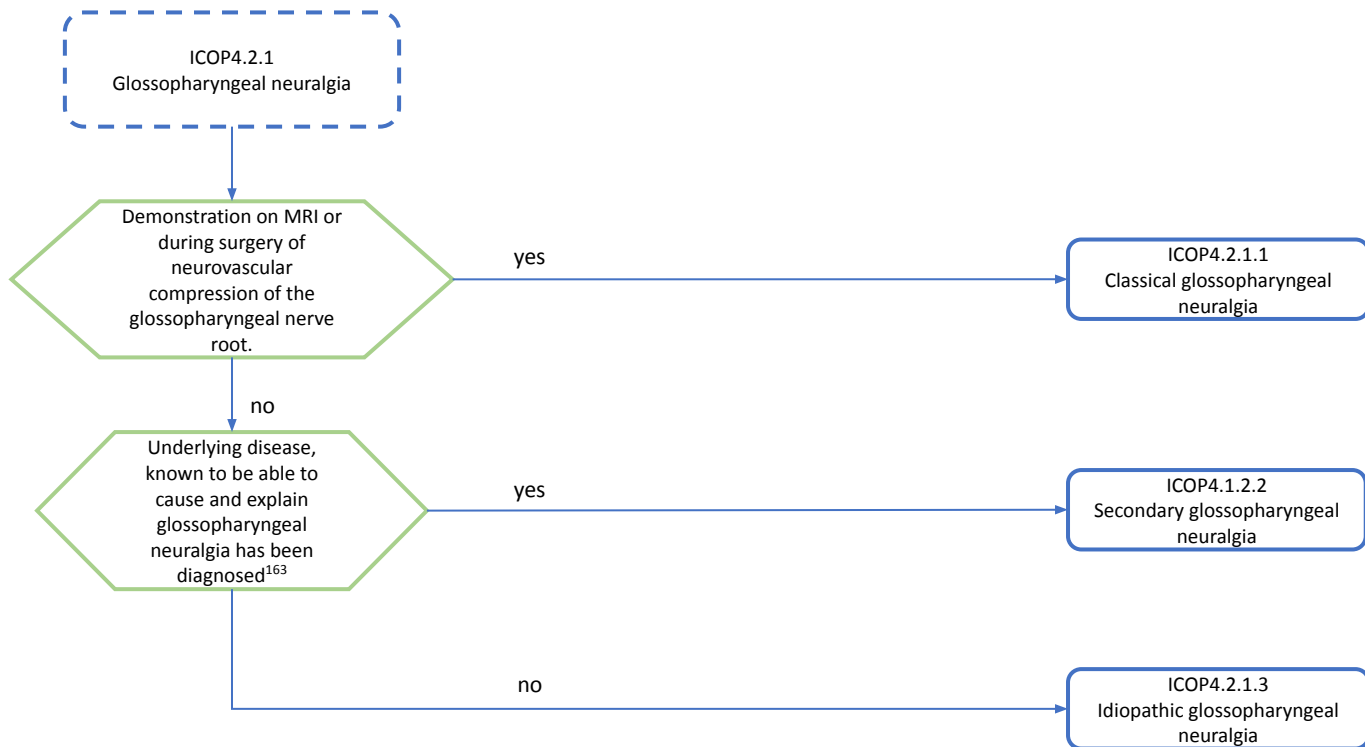 ICOP4.2.1
Glossopharyngeal neuralgia
Demonstration on MRI or
during surgery of
neurovascular
compression of the
glossopharyngeal nerve
root.
yes
ICOP4.2.1.1
Classical glossopharyngeal
neuralgia
no
Underlying disease,
known to be able to
cause and explain
glossopharyngeal
neuralgia has been
diagnosed163
yes
ICOP4.1.2.2
Secondary glossopharyngeal
neuralgia
no
ICOP4.2.1.3
Idiopathic glossopharyngeal
neuralgia